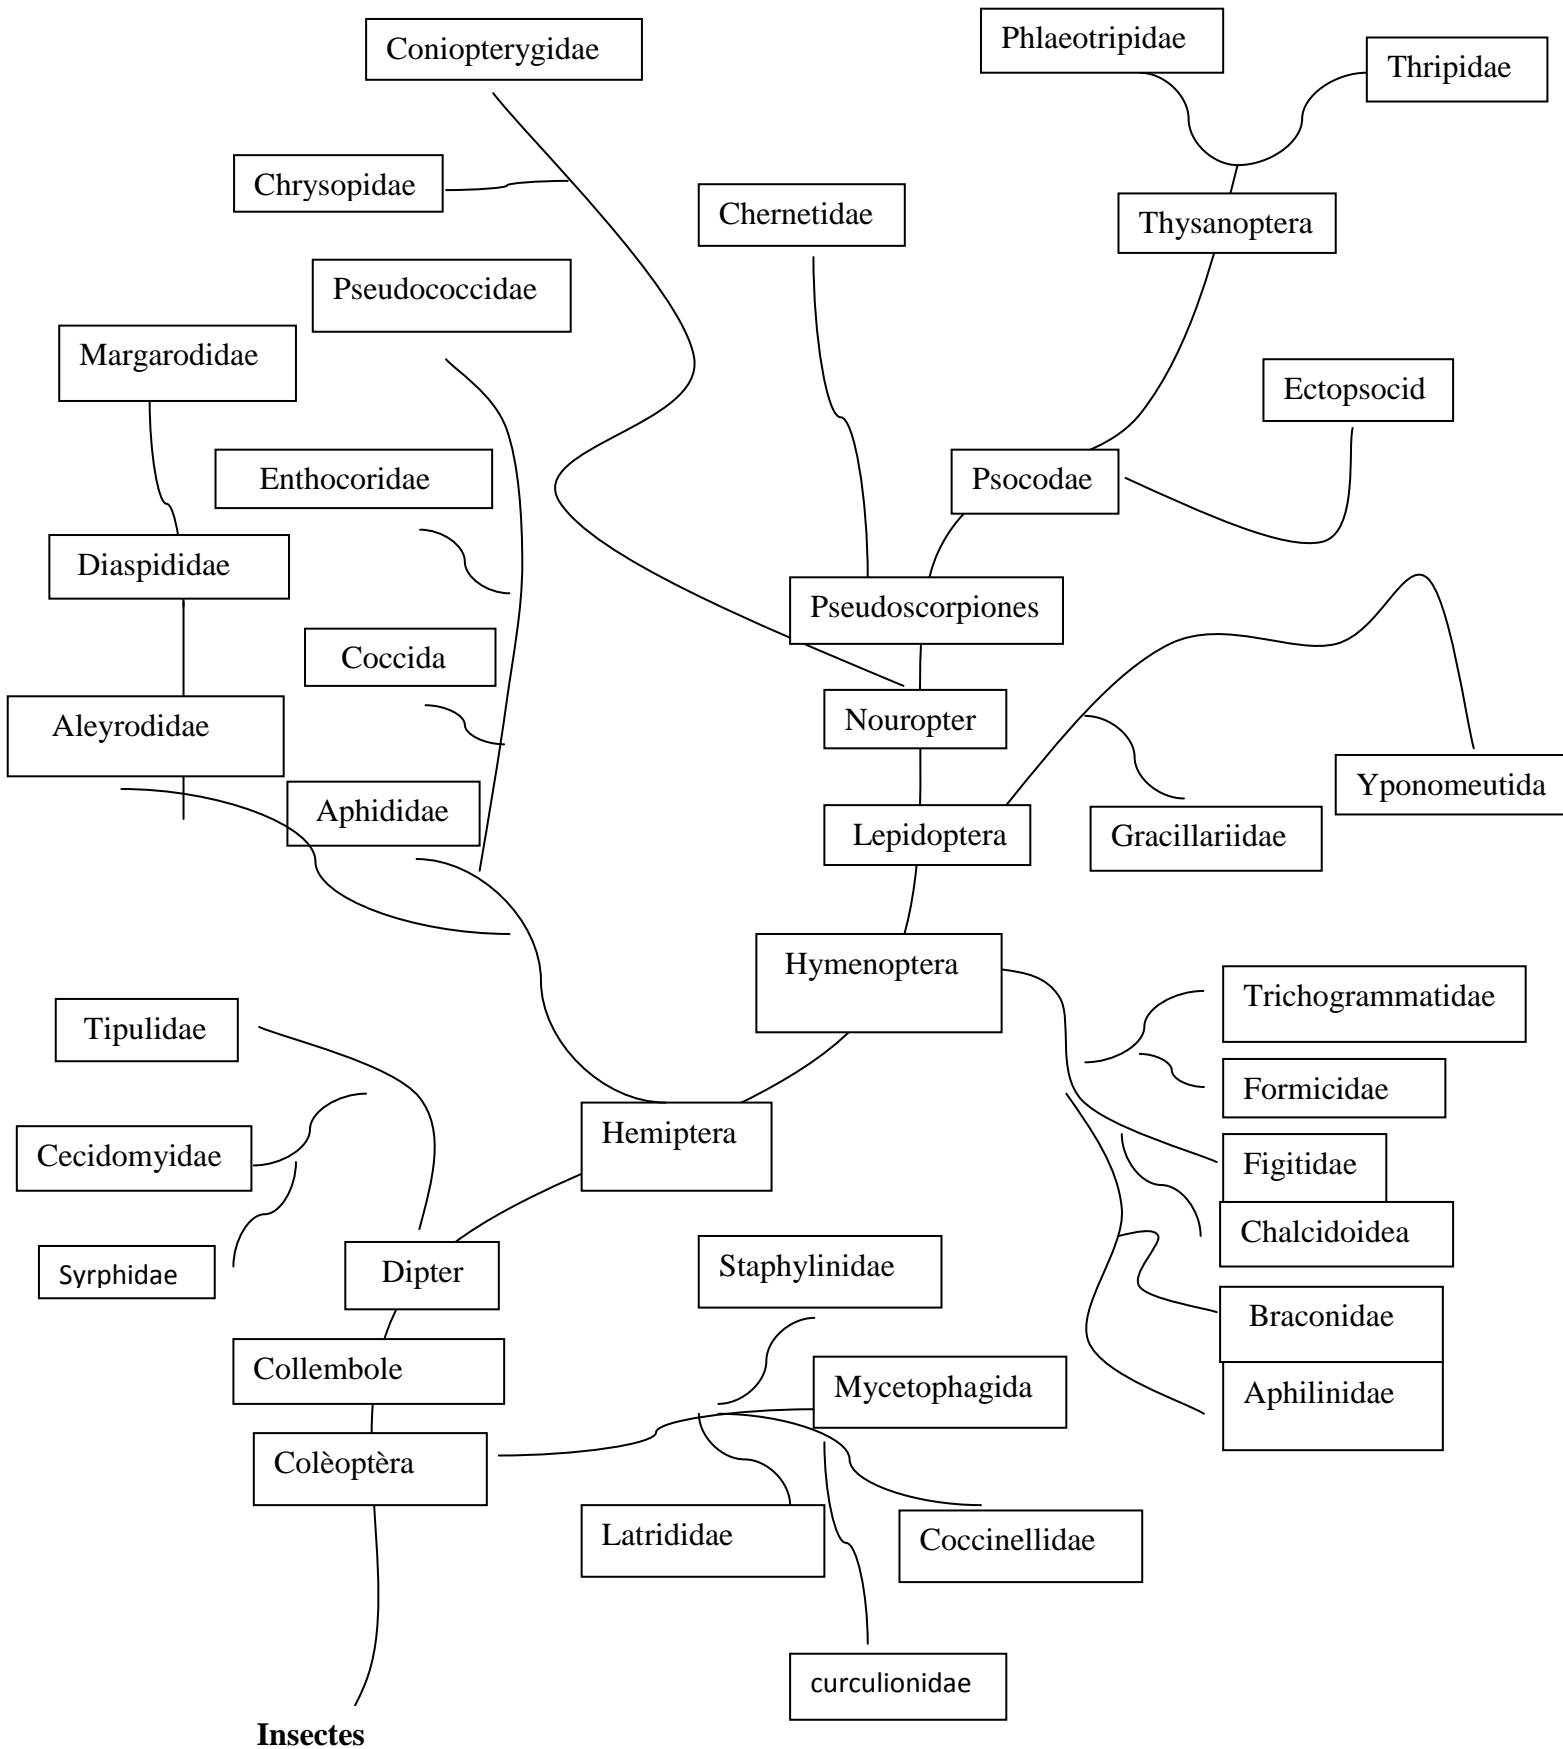 Phlaeotripidae
Coniopterygidae
Thripidae
Chrysopidae
Chernetidae
Thysanoptera
Pseudococcidae
Margarodidae
Ectopsocid
Enthocoridae
Psocodae
Diaspididae
Pseudoscorpiones
Coccida
Nouropter
Aleyrodidae
Yponomeutida
Aphididae
Lepidoptera
Gracillariidae
Hymenoptera
Trichogrammatidae
Tipulidae
Formicidae
Hemiptera
Cecidomyidae
Figitidae
Chalcidoidea
Staphylinidae
Syrphidae
Dipter
Braconidae
Collembole
Mycetophagida
Aphilinidae
Colèoptèra
Latrididae
Coccinellidae
curculionidae
Insectes